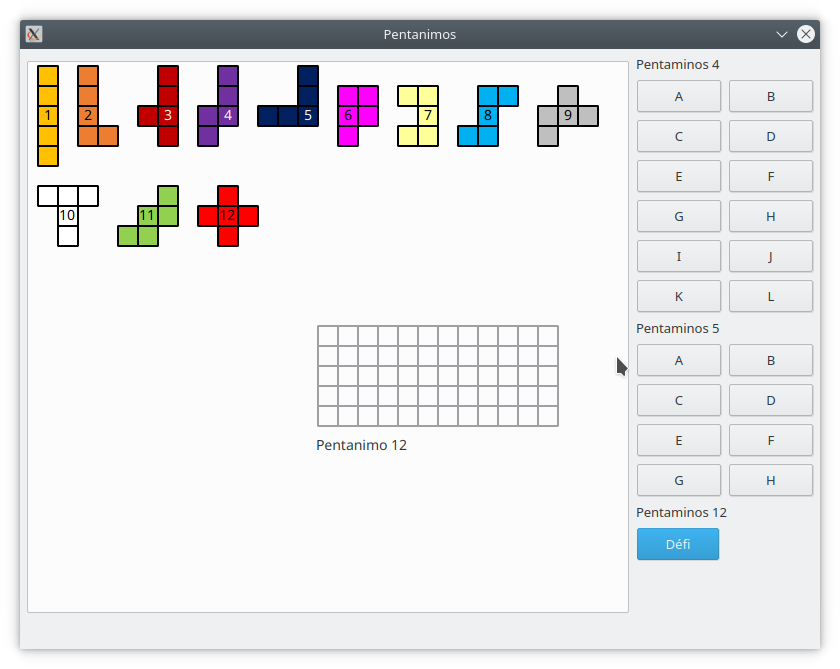 Pentanimos
Pentaminos 4
1 2 3 4 5 6 7 8 9
10 11 12
Pentanimo 12
A B
C D
E F
G H
I J
K L
Pentaminos 5
A B
C D
E F
G H
Pentaminos 12
Défi